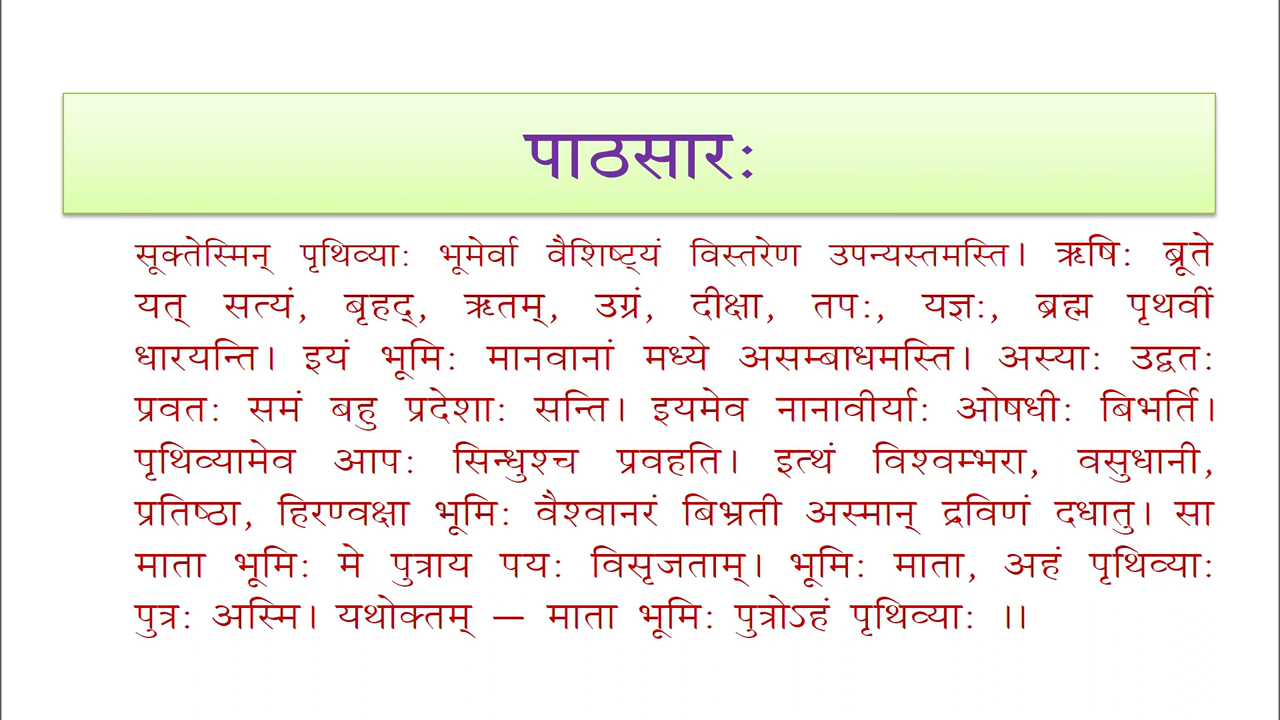 पाठसारः
सूक्तेस्मिन् पृथिव्याः भूमेर्वा वैशिष्ट्यं विस्तरेण उपन्यस्तमस्ति। ऋषिः ब्रूते
यत् सत्यं, बृहद्, ऋतम्, उग्रं, दीक्षा, तपः, यज्ञः, ब्रह्म पृथवीं
धारयन्ति। इयं भूमिः मानवानां मध्ये असम्बाधमस्ति। अस्याः उद्वतः
प्रवतः समं बहु प्रदेशाः सन्ति। इयमेव नानावीर्याः ओषधीः बिभर्ति।
पृथिव्यामेव आपः सिन्धुश्च प्रवहति। इत्थं विश्वम्भरा, वसुधानी,
प्रतिष्ठा, हिरण्वक्षा भूमिः वैश्वानरं बिभ्रती अस्मान् द्रविणं दधातु। सा
माता भूमिः मे पुत्राय पयः विसृजताम्। भूमिः माता, अहं पृथिव्याः
पुत्रः अस्मि। यथोक्तम् — माता भूमिः पुत्रोऽहं पृथिव्याः ।।